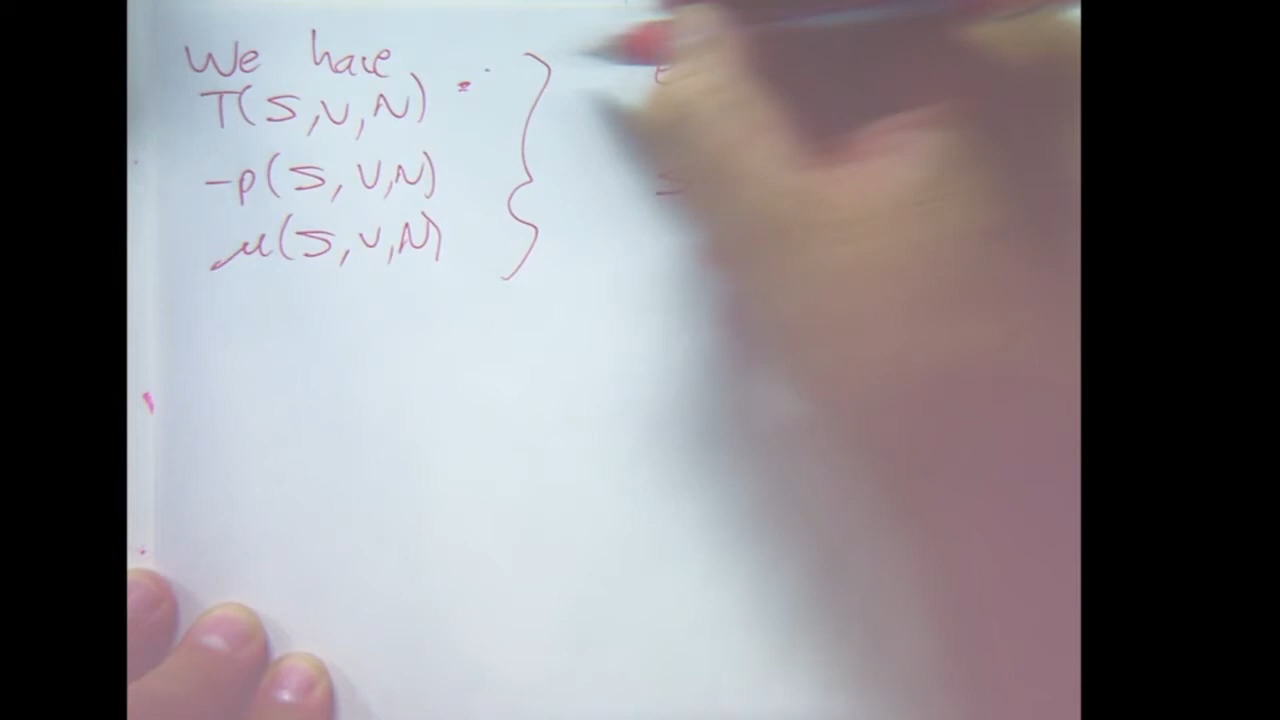 We have
T(S,V,N) =
-p(S,V,N)
μ(S,V,N)